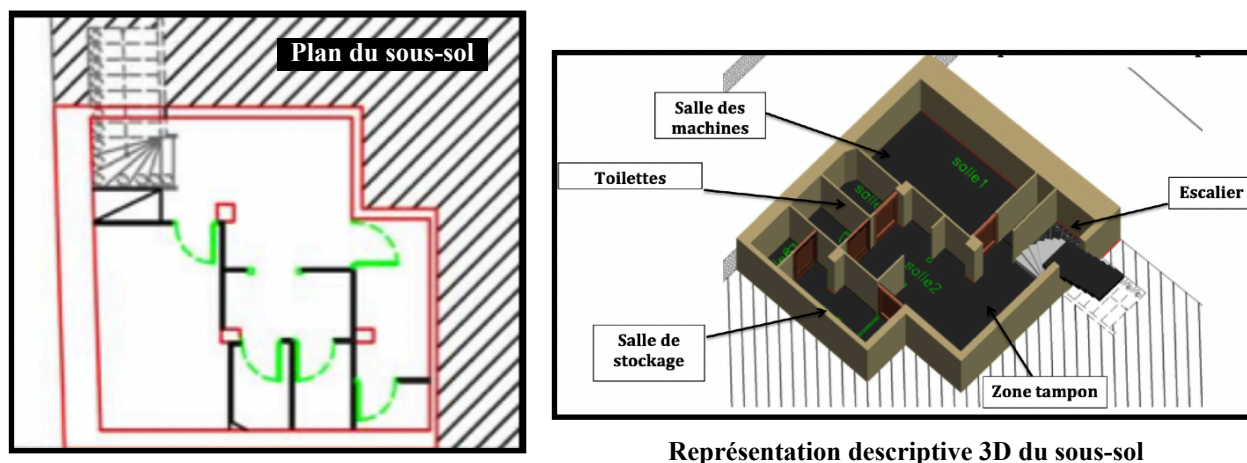 Plan du sous-sol
Salle des
machines
Toilettes
Escalier
salle1
salle2
Salle de
stockage
Zone tampon
Représentation descriptive 3D du sous-sol